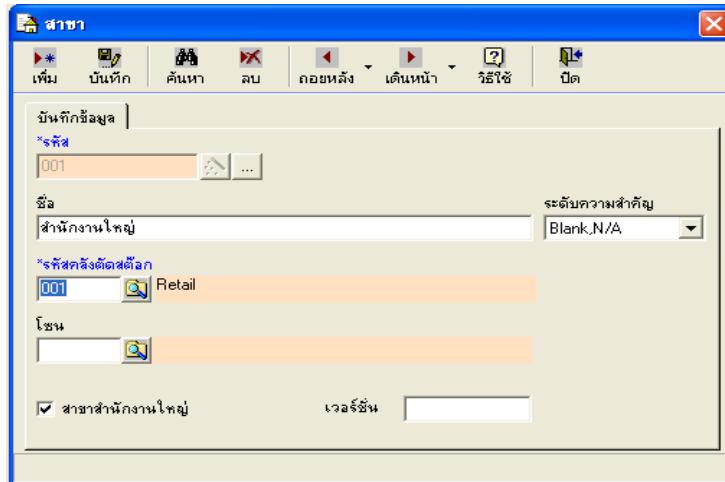 สาขา
เพิ่ม บันทึก ค้นหา ลบ ถอยหลัง เดินหน้า วิธีใช้ ปิด
บันทึกข้อมูล
*รหัส
001 ...
ชื่อ ระดับความสำคัญ
สำนักงานใหญ่ Blank,N/A
*รหัสคลังตัดสต๊อก
001 Retail
โซน
สาขาสำนักงานใหญ่ เวอร์ชั่น